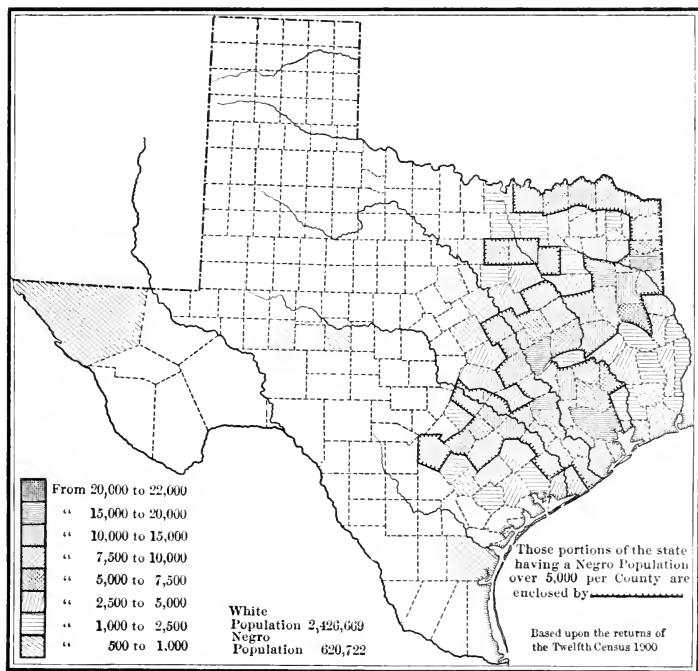 From 20,000 to 22,000
“ 15,000 to 20,000
“ 10,000 to 15,000
“ 7,500 to 10,000
“ 5,000 to 7,500
“ 2,500 to 5,000
“ 1,000 to 2,500
“ 500 to 1.000
White
Population 2,426,669
Negro
Population 620,722
Those portions of the state
having a Negro Population
over 5,000 per County are
enclosed by
Based upon the returns of
the Twelfth Census 1900